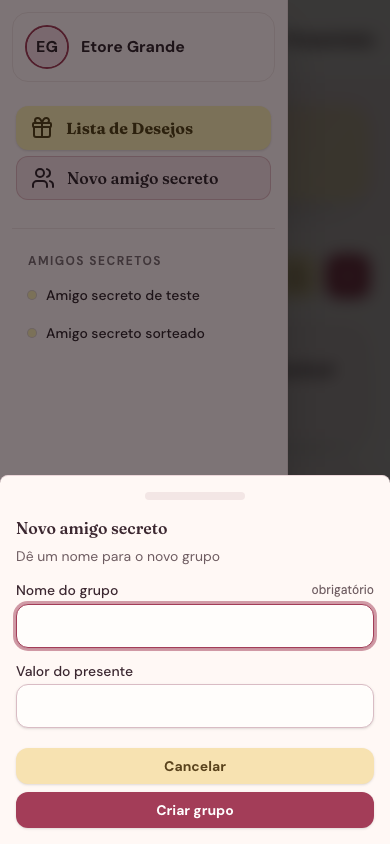 EG
Etore Grande
Lista de Desejos
Novo amigo secreto
AMIGOS SECRETOS
Amigo secreto de teste
Amigo secreto sorteado
Novo amigo secreto
Dê um nome para o novo grupo
Nome do grupo obrigatório
Valor do presente
Cancelar
Criar grupo